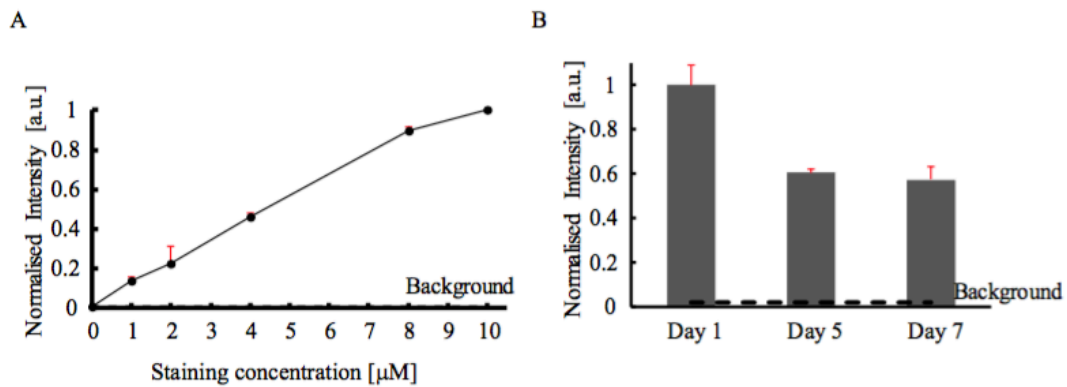 A
Normalised Intensity [a.u.]
1
0.8
0.6
0.4
0.2
0
Background
0 1 2 3 4 5 6 7 8 9 10
Staining concentration [μM]
B
Normalised Intensity [a.u.]
1
0.8
0.6
0.4
0.2
0
Background
Day 1 Day 5 Day 7